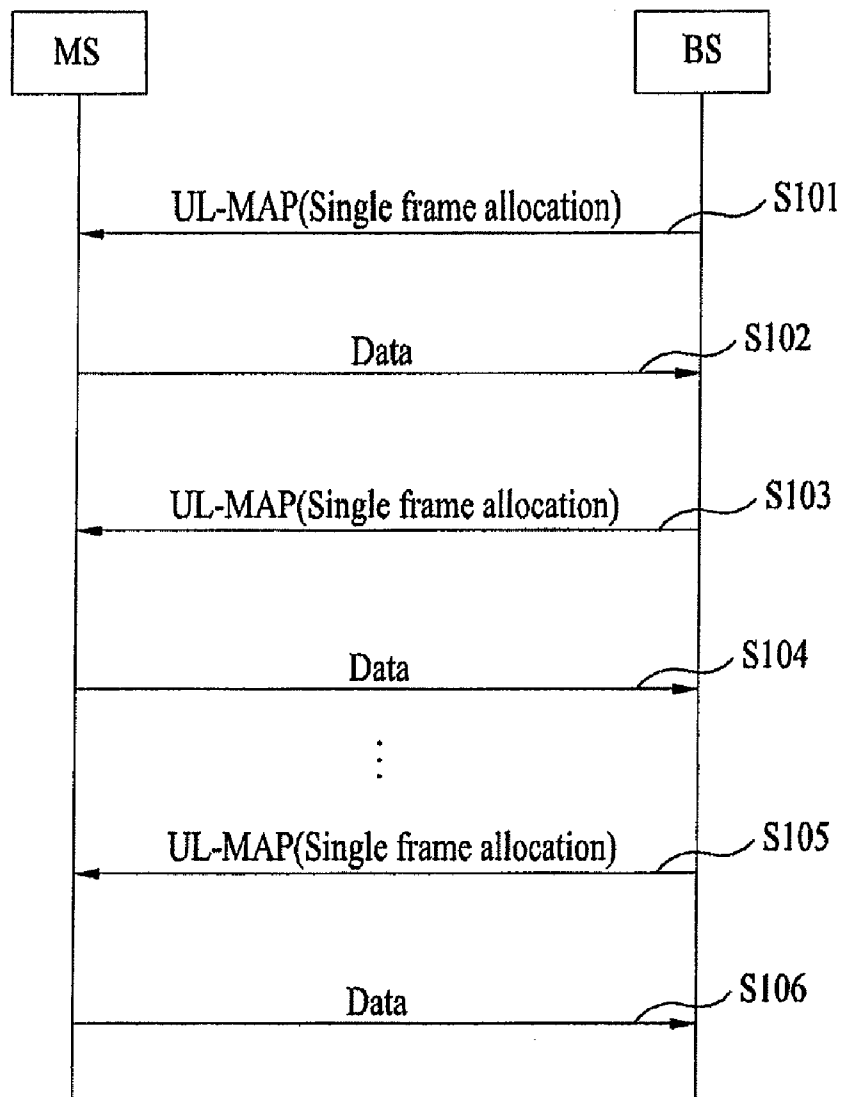 MS
BS
UL-MAP(Single frame allocation)
S101
Data
S102
UL-MAP(Single frame allocation)
S103
Data
S104
UL-MAP(Single frame allocation)
S105
Data
S106